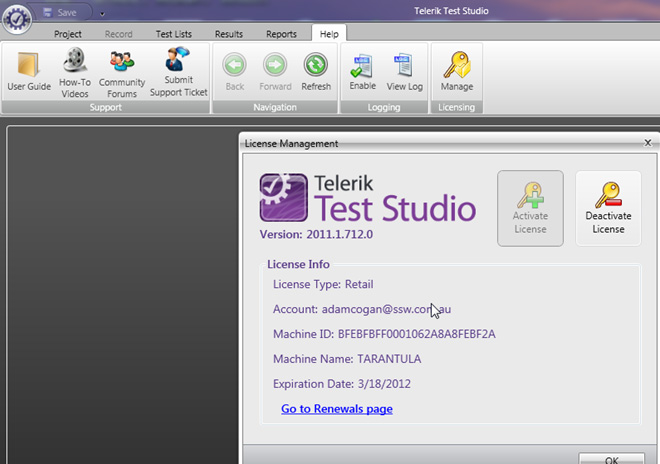 Save
Telerik Test Studio
Project Record Test Lists Results Reports Help
User Guide How-To Videos Community Forums Submit Support Ticket Back Forward Refresh Enable View Log Manage
Support Navigation Logging Licensing
License Management x
Telerik
Test Studio
Version: 2011.1.712.0
Activate License
Deactivate License
License Info
License Type: Retail
Account: adamcogan@ssw.com.au
Machine ID: BFEBFBFF0001062A8A8FEBF2A
Machine Name: TARANTULA
Expiration Date: 3/18/2012
Go to Renewals page
OK